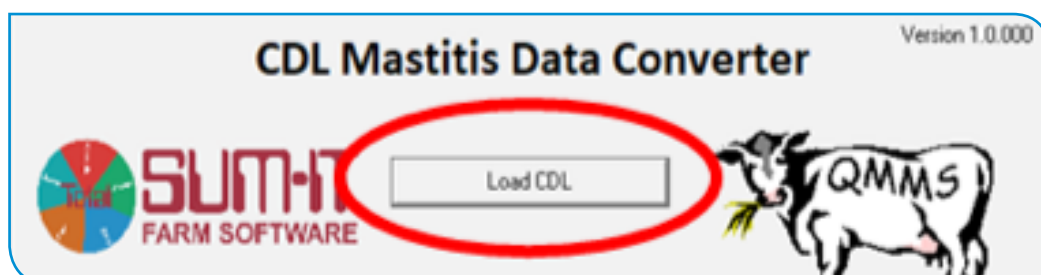 Version 1.0.000
CDL Mastitis Data Converter
Total
SUM-IT
FARM SOFTWARE
Load CDL
QMMS